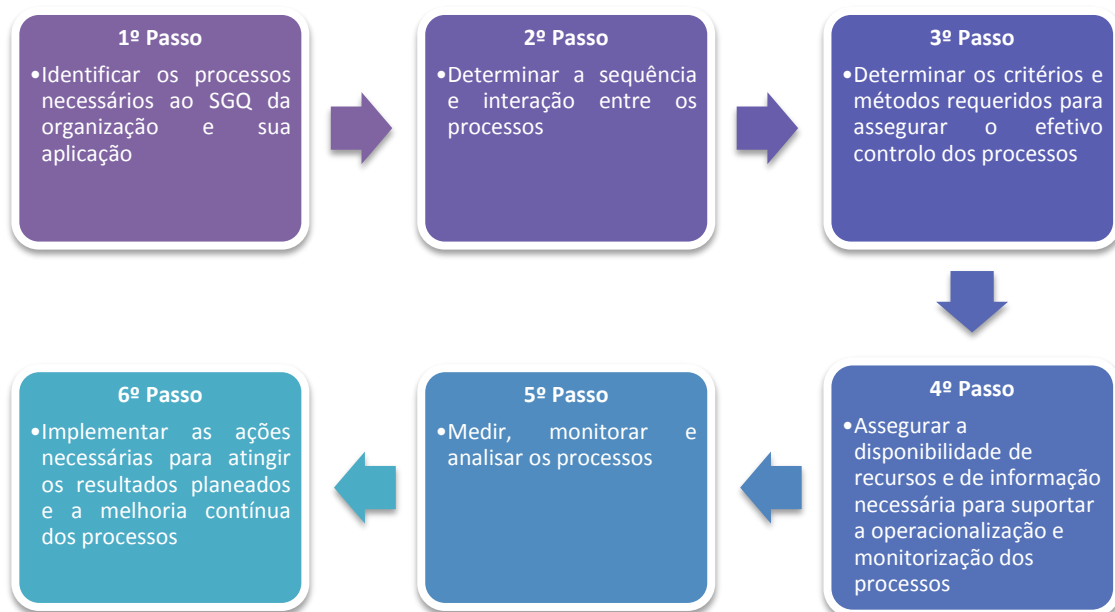 1º Passo
•Identificar os processos
necessários ao SGQ da
organização e sua
aplicação
2º Passo
•Determinar a sequência
e interação entre os
processos
3º Passo
•Determinar os critérios e
métodos requeridos para
assegurar o efetivo
controlo dos processos
4º Passo
•Assegurar a
disponibilidade de
recursos e de informação
necessária para suportar
a operacionalização e
monitorização dos
processos
5º Passo
•Medir, monitorar e
analisar os processos
6º Passo
•Implementar as ações
necessárias para atingir
os resultados planeados
e a melhoria contínua
dos processos